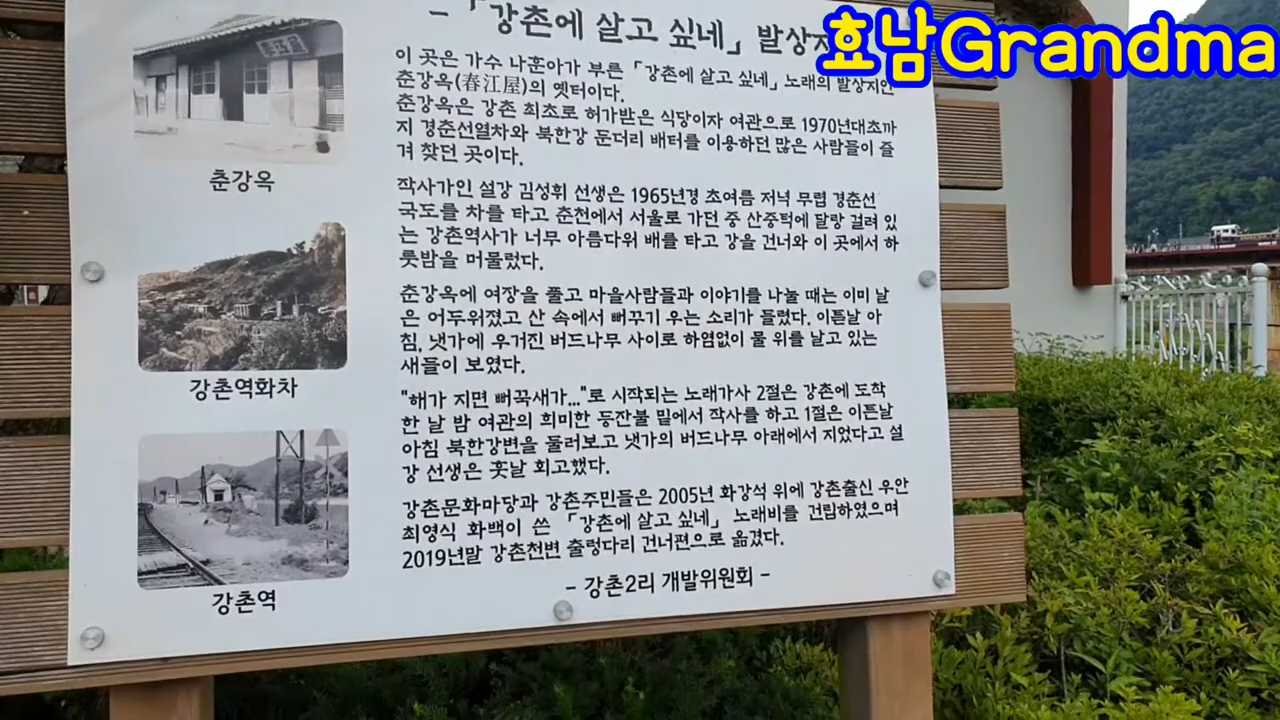 효남Grandma
- 「강촌에 살고 싶네」 발상지
이 곳은 가수 나훈아가 부른 「강촌에 살고 싶네」 노래의 발상지인
춘강옥(春江屋)의 옛터이다.
춘강옥은 강촌 최초로 허가받은 식당이자 여관으로 1970년대초까
지 경춘선열차와 북한강 둔더리 배터를 이용하던 많은 사람들이 즐
겨 찾던 곳이다.
작사가인 설강 김성휘 선생은 1965년경 초여름 저녁 무렵 경춘선
국도를 차를 타고 춘천에서 서울로 가던 중 산중턱에 달랑 걸려 있
는 강촌역사가 너무 아름다워 배를 타고 강을 건너와 이 곳에서 하
룻밤을 머물렀다.
춘강옥에 여장을 풀고 마을사람들과 이야기를 나눌 때는 이미 날
은 어두워졌고 산 속에서 뻐꾸기 우는 소리가 들렸다. 이튿날 아
침, 냇가에 우거진 버드나무 사이로 하염없이 물 위를 날고 있는
새들이 보였다.
"해가 지면 뻐꾹새가..."로 시작되는 노래가사 2절은 강촌에 도착
한 날 밤 여관의 희미한 등잔불 밑에서 작사를 하고 1절은 이튿날
아침 북한강변을 둘러보고 냇가의 버드나무 아래에서 지었다고 설
강 선생은 훗날 회고했다.
강촌문화마당과 강촌주민들은 2005년 화강석 위에 강촌출신 우안
최영식 화백이 쓴 「강촌에 살고 싶네」 노래비를 건립하였으며
2019년말 강촌천변 출렁다리 건너편으로 옮겼다.
- 강촌2리 개발위원회 -
춘강옥
강촌역화차
강촌역